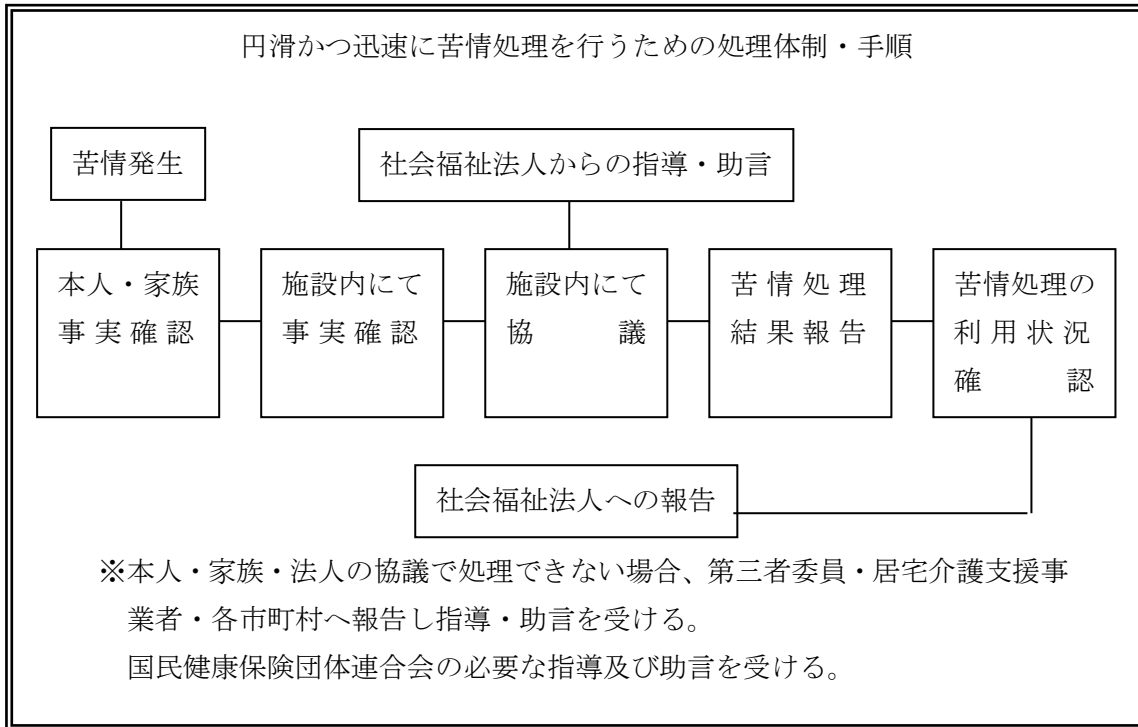 円滑かつ迅速に苦情処理を行うための処理体制・手順
苦情発生
社会福祉法人からの指導・助言
本人・家族
事実確認
施設内にて
事実確認
施設内にて
協議
苦情処理
結果報告
苦情処理の
利用状況
確認
社会福祉法人への報告
※本人・家族・法人の協議で処理できない場合、第三者委員・居宅介護支援事
業者・各市町村へ報告し指導・助言を受ける。
国民健康保険団体連合会の必要な指導及び助言を受ける。